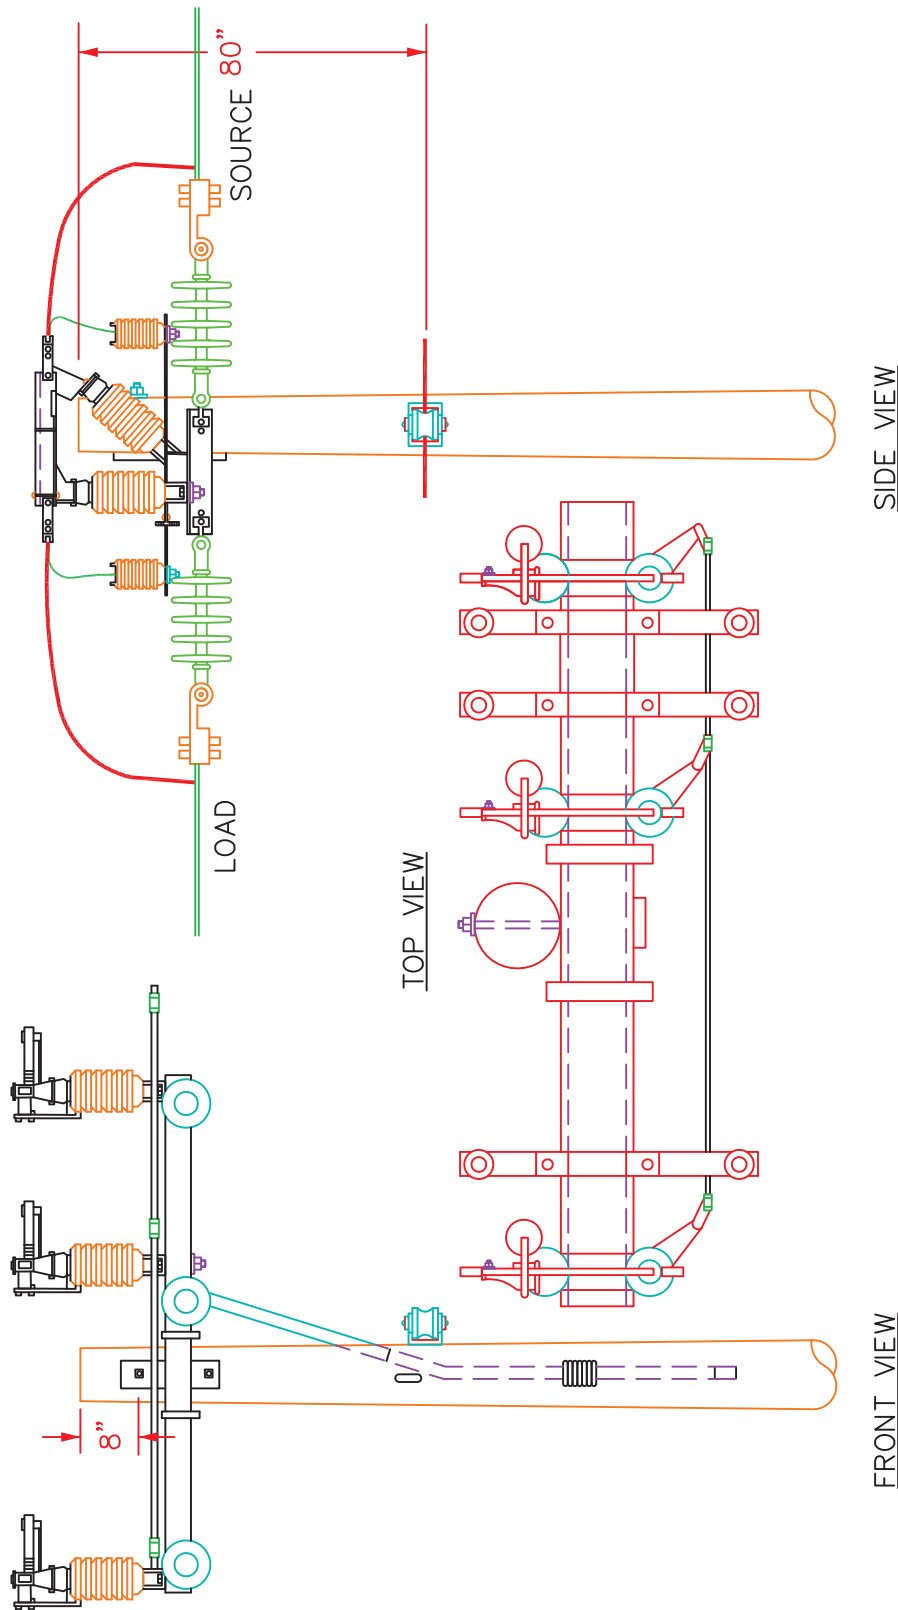 80"
SOURCE
LOAD
SIDE VIEW
TOP VIEW
8"
FRONT VIEW